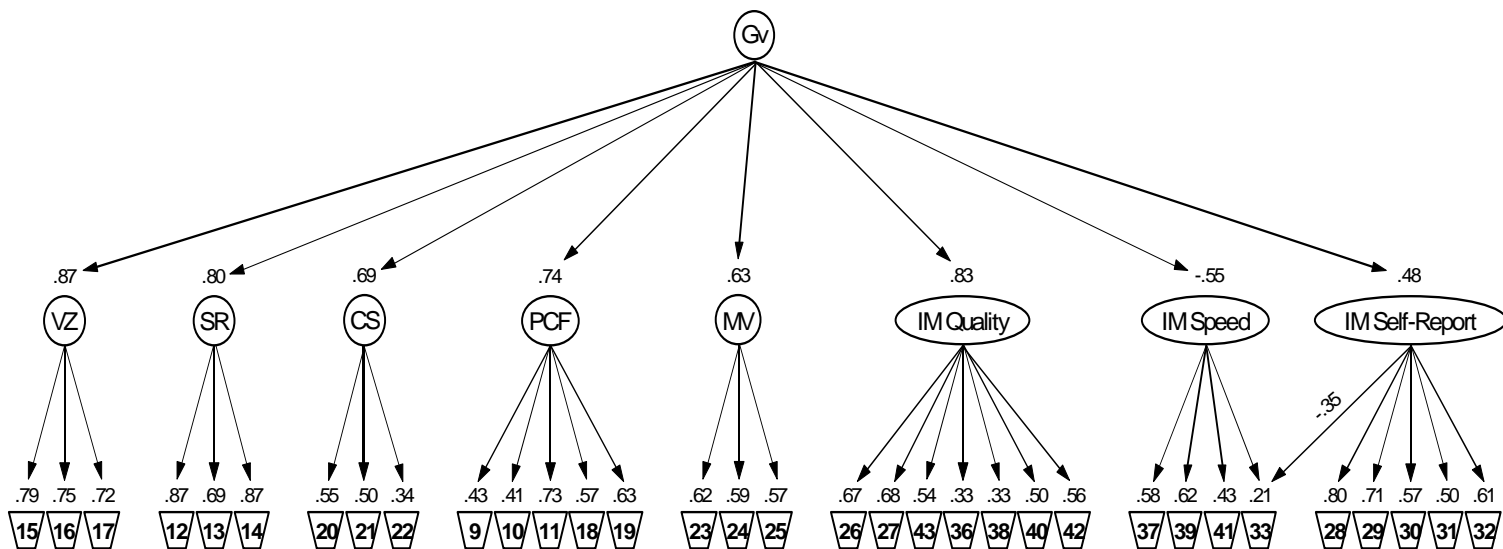 Gv
.87 .80 .69 .74 .63 .83 -.55 .48
VZ SR CS PCF MV IM Quality IM Speed IM Self-Report
-.35
.79 .75 .72 .87 .69 .87 .55 .50 .34 .43 .41 .73 .57 .63 .62 .59 .57 .67 .68 .54 .33 .33 .50 .56 .58 .62 .43 .21 .80 .71 .57 .50 .61
15 16 17 12 13 14 20 21 22 9 10 11 18 19 23 24 25 26 27 43 36 38 40 42 37 39 41 33 28 29 30 31 32